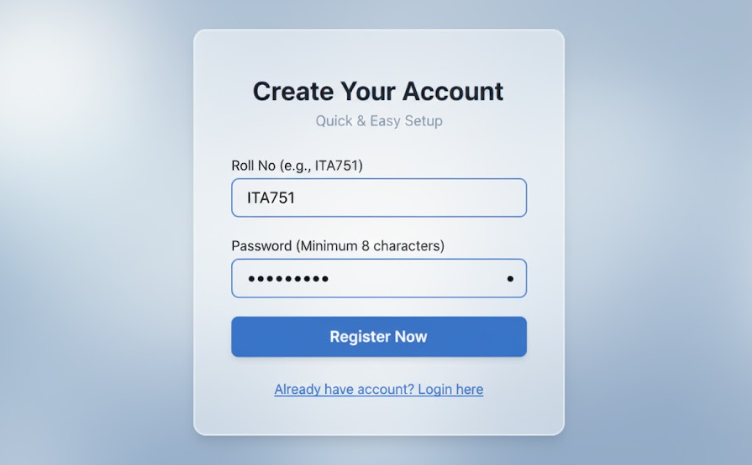 Create Your Account
Quick & Easy Setup
Roll No (e.g., ITA751)
ITA751
Password (Minimum 8 characters)
•••••••••
Register Now
Already have account? Login here